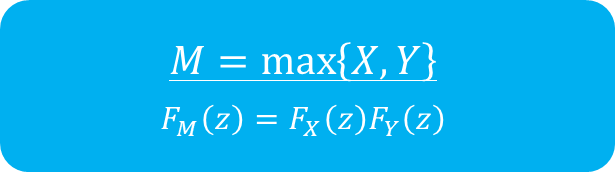 M = max{X, Y}
F_M(z) = F_X(z)F_Y(z)